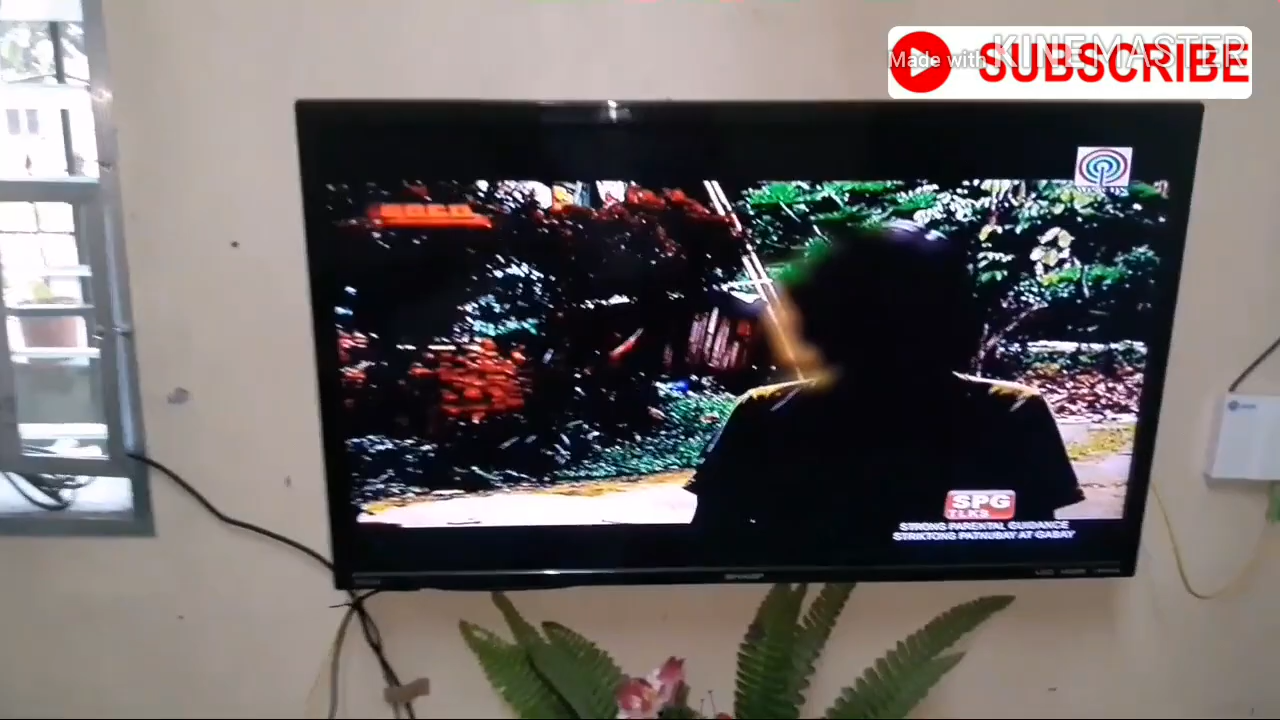 Made with KINEMASTER
SUBSCRIBE
SPG
TLKS
STRONG PARENTAL GUIDANCE
STRIKTONG PATNUBAY AT GABAY
SHARP